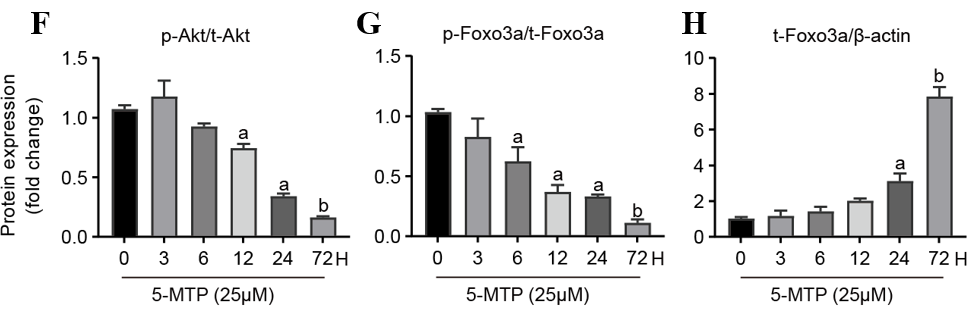 F
p-Akt/t-Akt
Protein expression
(fold change)
1.5
1.0
0.5
0.0
a
a
b
0 3 6 12 24 72 H
5-MTP (25μM)
G
p-Foxo3a/t-Foxo3a
1.5
1.0
0.5
0.0
a
a
a
b
0 3 6 12 24 72 H
5-MTP (25μM)
H
t-Foxo3a/β-actin
10
8
6
4
2
0
a
b
0 3 6 12 24 72 H
5-MTP (25μM)